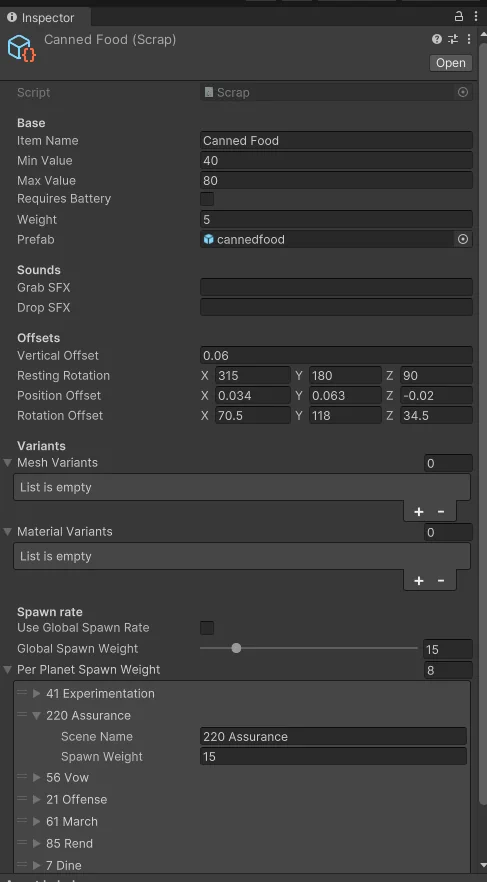 Inspector
Canned Food (Scrap)
Open
Script Scrap
Base
Item Name Canned Food
Min Value 40
Max Value 80
Requires Battery
Weight 5
Prefab cannedfood
Sounds
Grab SFX
Drop SFX
Offsets
Vertical Offset 0.06
Resting Rotation X 315 Y 180 Z 90
Position Offset X 0.034 Y 0.063 Z -0.02
Rotation Offset X 70.5 Y 118 Z 34.5
Variants
Mesh Variants 0
List is empty
+ -
Material Variants 0
List is empty
+ -
Spawn rate
Use Global Spawn Rate
Global Spawn Weight 15
Per Planet Spawn Weight 8
41 Experimentation
220 Assurance
Scene Name 220 Assurance
Spawn Weight 15
56 Vow
21 Offense
61 March
85 Rend
7 Dine